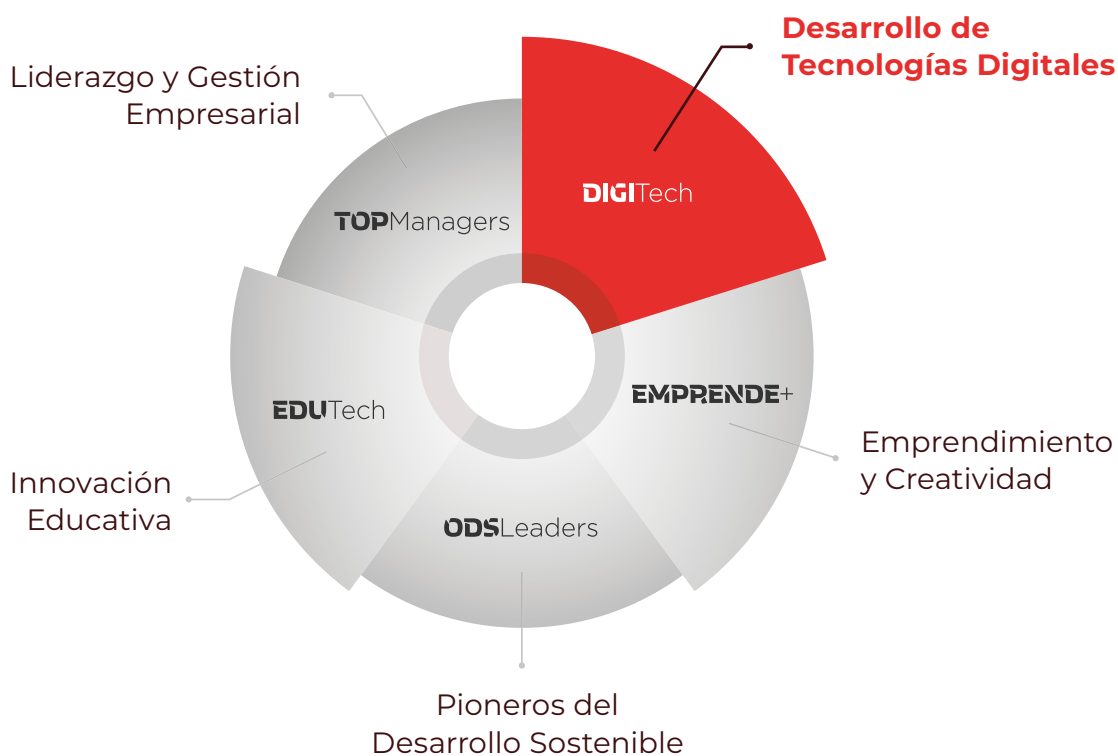 Desarrollo de
Tecnologías Digitales
Liderazgo y Gestión
Empresarial
DIGITech
TOPManagers
EMPRENDE+
EDUTech
Emprendimiento
y Creatividad
Innovación
Educativa
ODSLeaders
Pioneros del
Desarrollo Sostenible